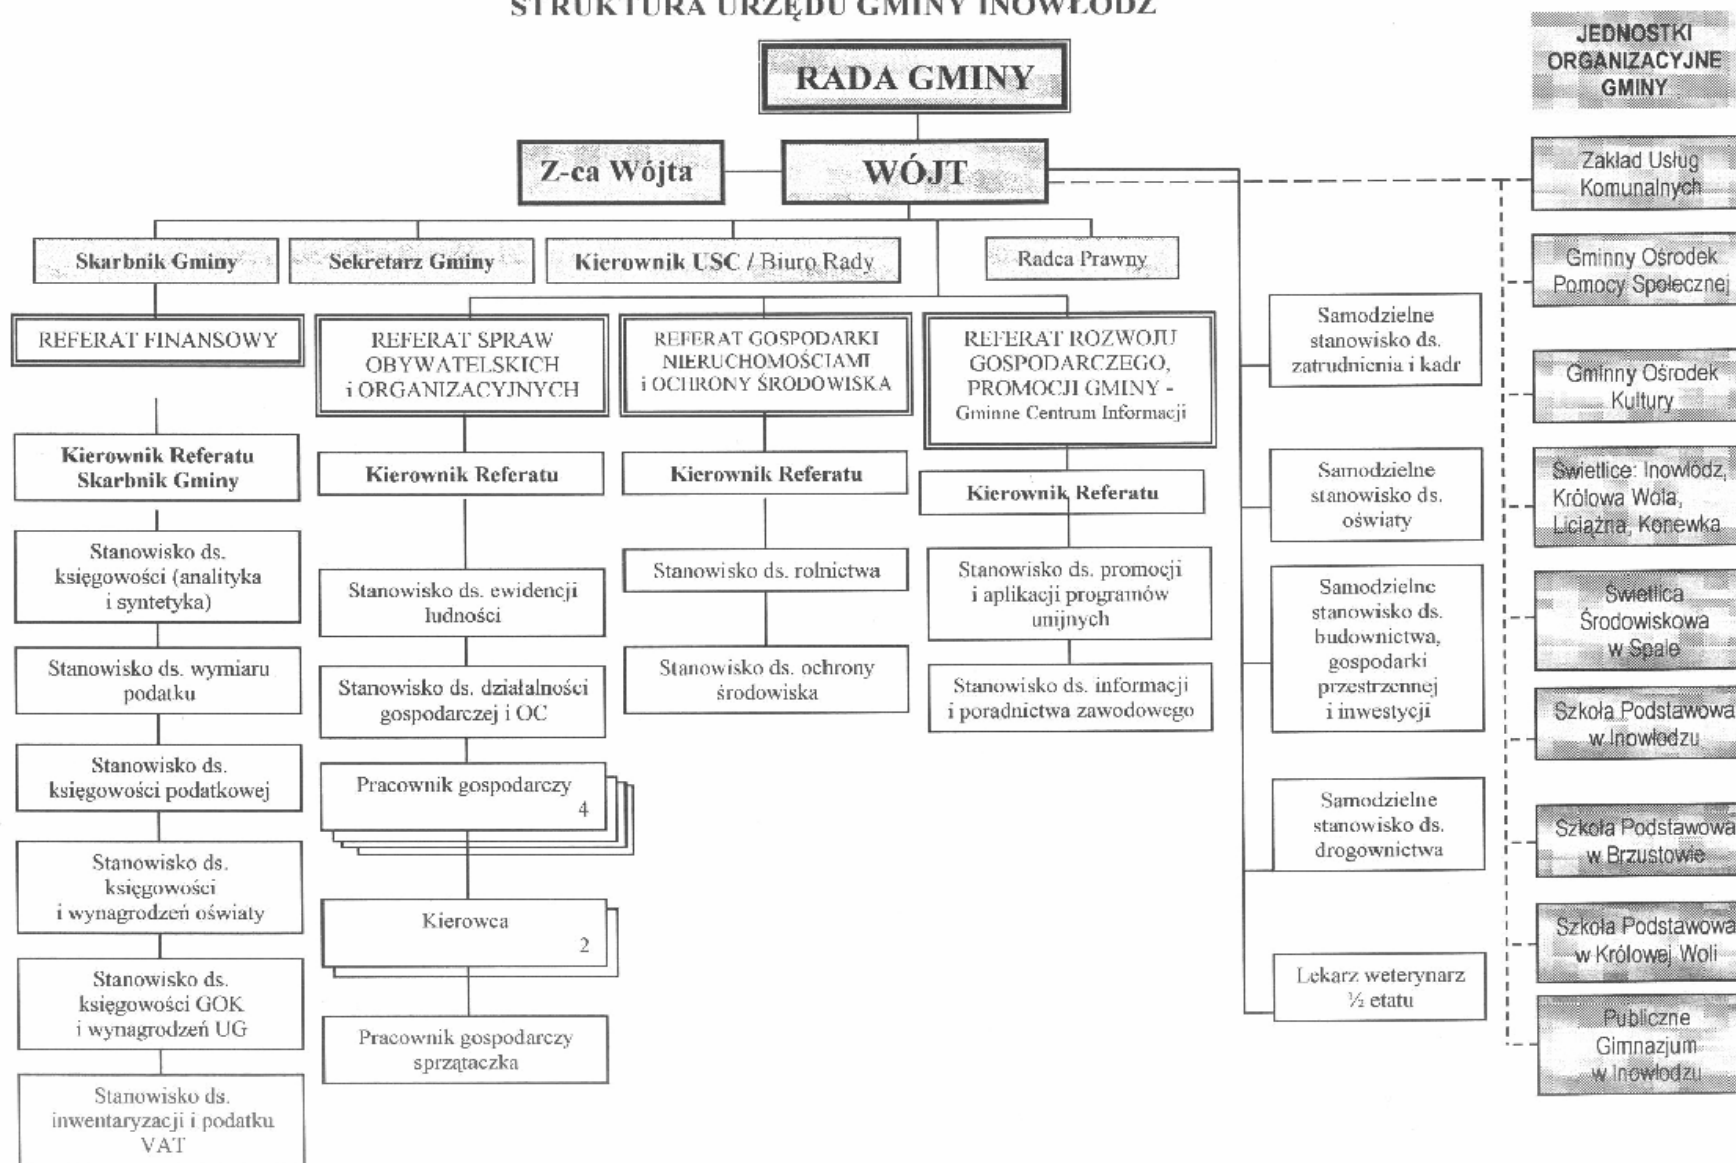 STRUKTURA URZĘDU GMINY INOWŁÓDZ
RADA GMINY
Z-ca Wójta
WÓJT
Skarbnik Gminy
Sekretarz Gminy
Kierownik USC / Biuro Rady
Radca Prawny
REFERAT FINANSOWY
Kierownik Referatu
Skarbnik Gminy
Stanowisko ds.
księgowości (analityka
i syntetyka)
Stanowisko ds. wymiaru
podatku
Stanowisko ds.
księgowości podatkowej
Stanowisko ds.
księgowości
i wynagrodzeń oświaty
Stanowisko ds.
księgowości GOK
i wynagrodzeń UG
Stanowisko ds.
inwentaryzacji i podatku
VAT
REFERAT SPRAW
OBYWATELSKICH
i ORGANIZACYJNYCH
Kierownik Referatu
Stanowisko ds. ewidencji
ludności
Stanowisko ds. działalności
gospodarczej i OC
Pracownik gospodarczy
4
Kierowca
2
Pracownik gospodarczy
sprzątaczka
REFERAT GOSPODARKI
NIERUCHOMOŚCIAMI
i OCHRONY ŚRODOWISKA
Kierownik Referatu
Stanowisko ds. rolnictwa
Stanowisko ds. ochrony
środowiska
REFERAT ROZWOJU
GOSPODARCZEGO,
PROMOCJI GMINY -
Gminne Centrum Informacji
Kierownik Referatu
Stanowisko ds. promocji
i aplikacji programów
unijnych
Stanowisko ds. informacji
i poradnictwa zawodowego
Samodzielne
stanowisko ds.
zatrudnienia i kadr
Samodzielne
stanowisko ds.
oświaty
Samodzielne
stanowisko ds.
budownictwa,
gospodarki
przestrzennej
i inwestycji
Samodzielne
stanowisko ds.
drogownictwa
Lekarz weterynarz
½ etatu
JEDNOSTKI
ORGANIZACYJNE
GMINY
Zakład Usług
Komunalnych
Gminny Ośrodek
Pomocy Społecznej
Gminny Ośrodek
Kultury
Świetlice: Inowłódz,
Królowa Wola,
Liciążna, Konewka
Świetlica
Środowiskowa
w Spale
Szkoła Podstawowa
w Inowłodzu
Szkoła Podstawowa
w Brzustowie
Szkoła Podstawowa
w Królowej Woli
Publiczne
Gimnazjum
w Inowłodzu